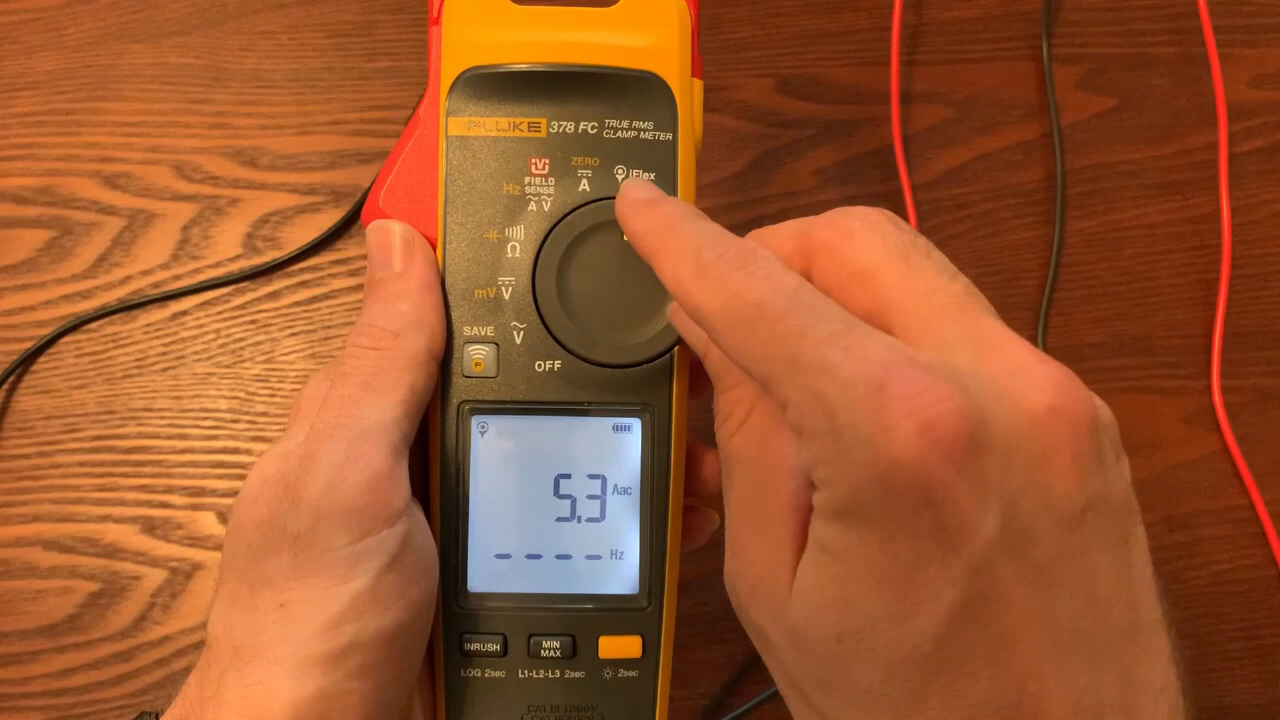 FLUKE 378 FC TRUE RMS
CLAMP METER
ZERO
A
iFlex
Hz FIELD
SENSE
A V
Ω
mV V
SAVE
V
F
OFF
5.3 Aac
---- Hz
INRUSH
MIN
MAX
LOG 2sec L1-L2-L3 2sec 2sec